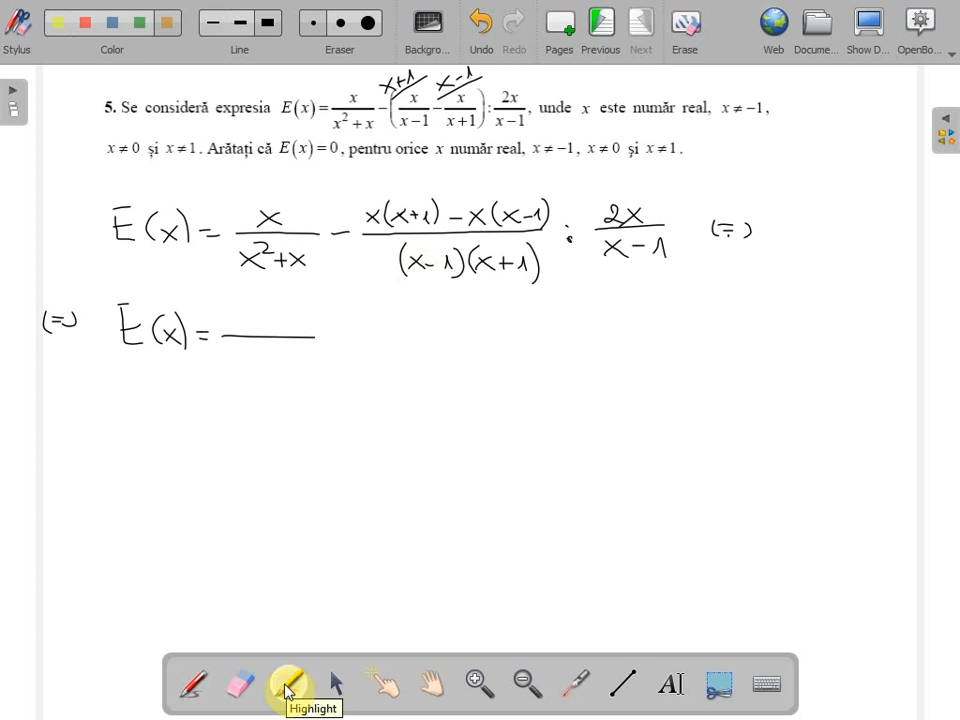 Stylus Color Line Eraser Backgro... Undo Redo Pages Previous Next Erase Web Docume... Show D... OpenBo...
x+1 x-1
5. Se consideră expresia E(x) = x/(x²+x) − (x/(x−1) − x/(x+1)) : 2x/(x−1), unde x este număr real, x ≠ −1,
x ≠ 0 și x ≠ 1. Arătați că E(x) = 0, pentru orice x număr real, x ≠ −1, x ≠ 0 și x ≠ 1.
E(x) = x/(x²+x) − (x(x+1) − x(x−1))/((x−1)(x+1)) : 2x/(x−1) (=)
(=) E(x) =
Highlight